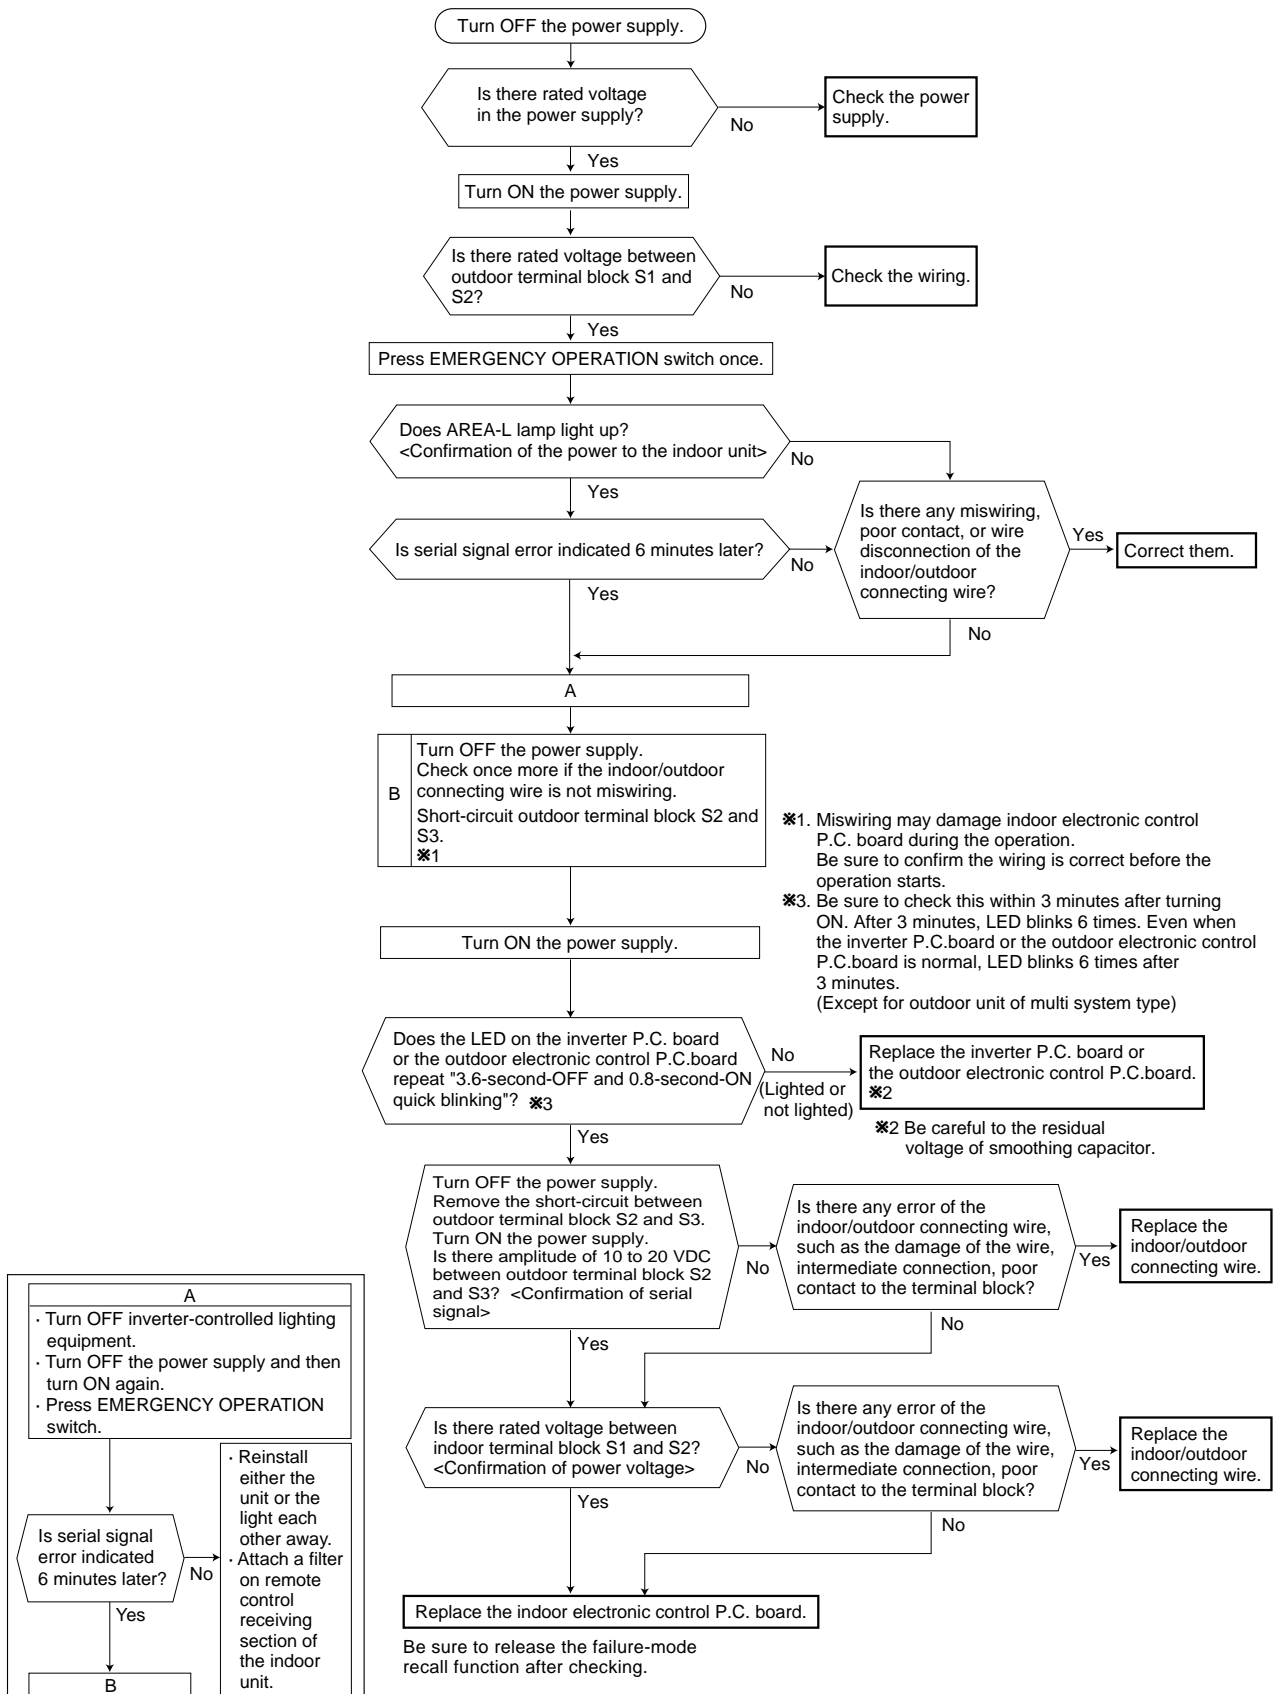 Turn OFF the power supply.
Is there rated voltage
in the power supply?
No
Check the power
supply.
Yes
Turn ON the power supply.
Is there rated voltage between
outdoor terminal block S1 and
S2?
No
Check the wiring.
Yes
Press EMERGENCY OPERATION switch once.
Does AREA-L lamp light up?
<Confirmation of the power to the indoor unit>
No
Yes
Is serial signal error indicated 6 minutes later?
No
Is there any miswiring,
poor contact, or wire
disconnection of the
indoor/outdoor
connecting wire?
Yes
Correct them.
Yes
No
A
B
Turn OFF the power supply.
Check once more if the indoor/outdoor
connecting wire is not miswiring.
Short-circuit outdoor terminal block S2 and
S3.
※1
※1. Miswiring may damage indoor electronic control
P.C. board during the operation.
Be sure to confirm the wiring is correct before the
operation starts.
※3. Be sure to check this within 3 minutes after turning
ON. After 3 minutes, LED blinks 6 times. Even when
the inverter P.C.board or the outdoor electronic control
P.C.board is normal, LED blinks 6 times after
3 minutes.
(Except for outdoor unit of multi system type)
Turn ON the power supply.
Does the LED on the inverter P.C. board
or the outdoor electronic control P.C.board
repeat "3.6-second-OFF and 0.8-second-ON
quick blinking"? ※3
No
(Lighted or
not lighted)
Replace the inverter P.C. board or
the outdoor electronic control P.C.board.
※2
※2 Be careful to the residual
voltage of smoothing capacitor.
Yes
Turn OFF the power supply.
Remove the short-circuit between
outdoor terminal block S2 and S3.
Turn ON the power supply.
Is there amplitude of 10 to 20 VDC
between outdoor terminal block S2
and S3? <Confirmation of serial
signal>
No
Is there any error of the
indoor/outdoor connecting wire,
such as the damage of the wire,
intermediate connection, poor
contact to the terminal block?
Yes
Replace the
indoor/outdoor
connecting wire.
Yes
No
Is there rated voltage between
indoor terminal block S1 and S2?
<Confirmation of power voltage>
No
Is there any error of the
indoor/outdoor connecting wire,
such as the damage of the wire,
intermediate connection, poor
contact to the terminal block?
Yes
Replace the
indoor/outdoor
connecting wire.
Yes
No
Replace the indoor electronic control P.C. board.
Be sure to release the failure-mode
recall function after checking.
A
· Turn OFF inverter-controlled lighting
equipment.
· Turn OFF the power supply and then
turn ON again.
· Press EMERGENCY OPERATION
switch.
Is serial signal
error indicated
6 minutes later?
No
· Reinstall
either the
unit or the
light each
other away.
· Attach a filter
on remote
control
receiving
section of
the indoor
unit.
Yes
B